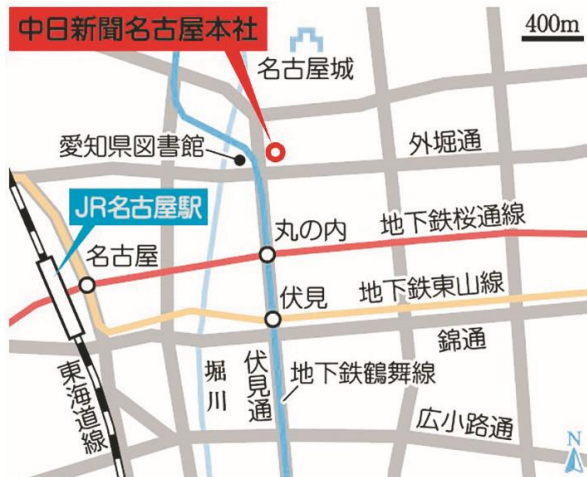 中日新聞名古屋本社
400m
名古屋城
愛知県図書館
外堀通
JR名古屋駅
名古屋
丸の内
地下鉄桜通線
伏見
地下鉄東山線
錦通
東海道線
堀川
伏見通
地下鉄鶴舞線
広小路通
N